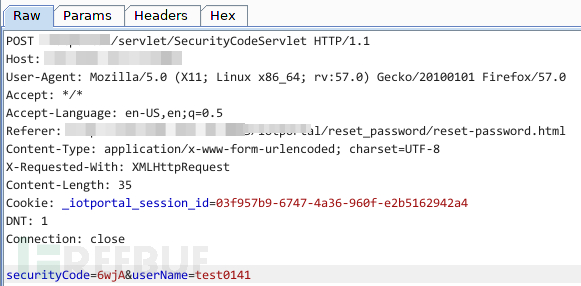 Raw Params Headers Hex
POST /servlet/SecurityCodeServlet HTTP/1.1
Host:
User-Agent: Mozilla/5.0 (X11; Linux x86_64; rv:57.0) Gecko/20100101 Firefox/57.0
Accept: */*
Accept-Language: en-US,en;q=0.5
Referer: /iotportal/reset_password/reset-password.html
Content-Type: application/x-www-form-urlencoded; charset=UTF-8
X-Requested-With: XMLHttpRequest
Content-Length: 35
Cookie: _iotportal_session_id=03f957b9-6747-4a36-960f-e2b5162942a4
DNT: 1
Connection: close
FREEBUF
securityCode=6wjA&userName=test0141